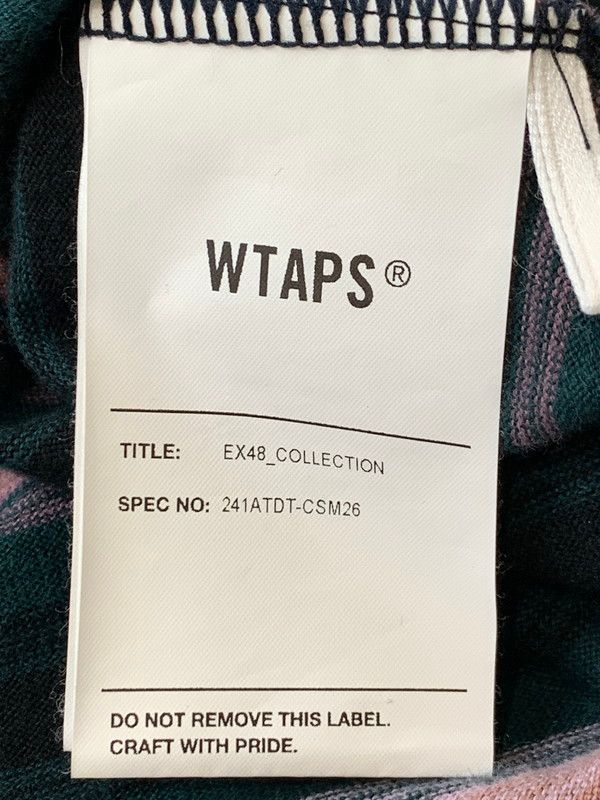 WTAPS®
TITLE: EX48_COLLECTION
SPEC NO: 241ATDT-CSM26
DO NOT REMOVE THIS LABEL.
CRAFT WITH PRIDE.